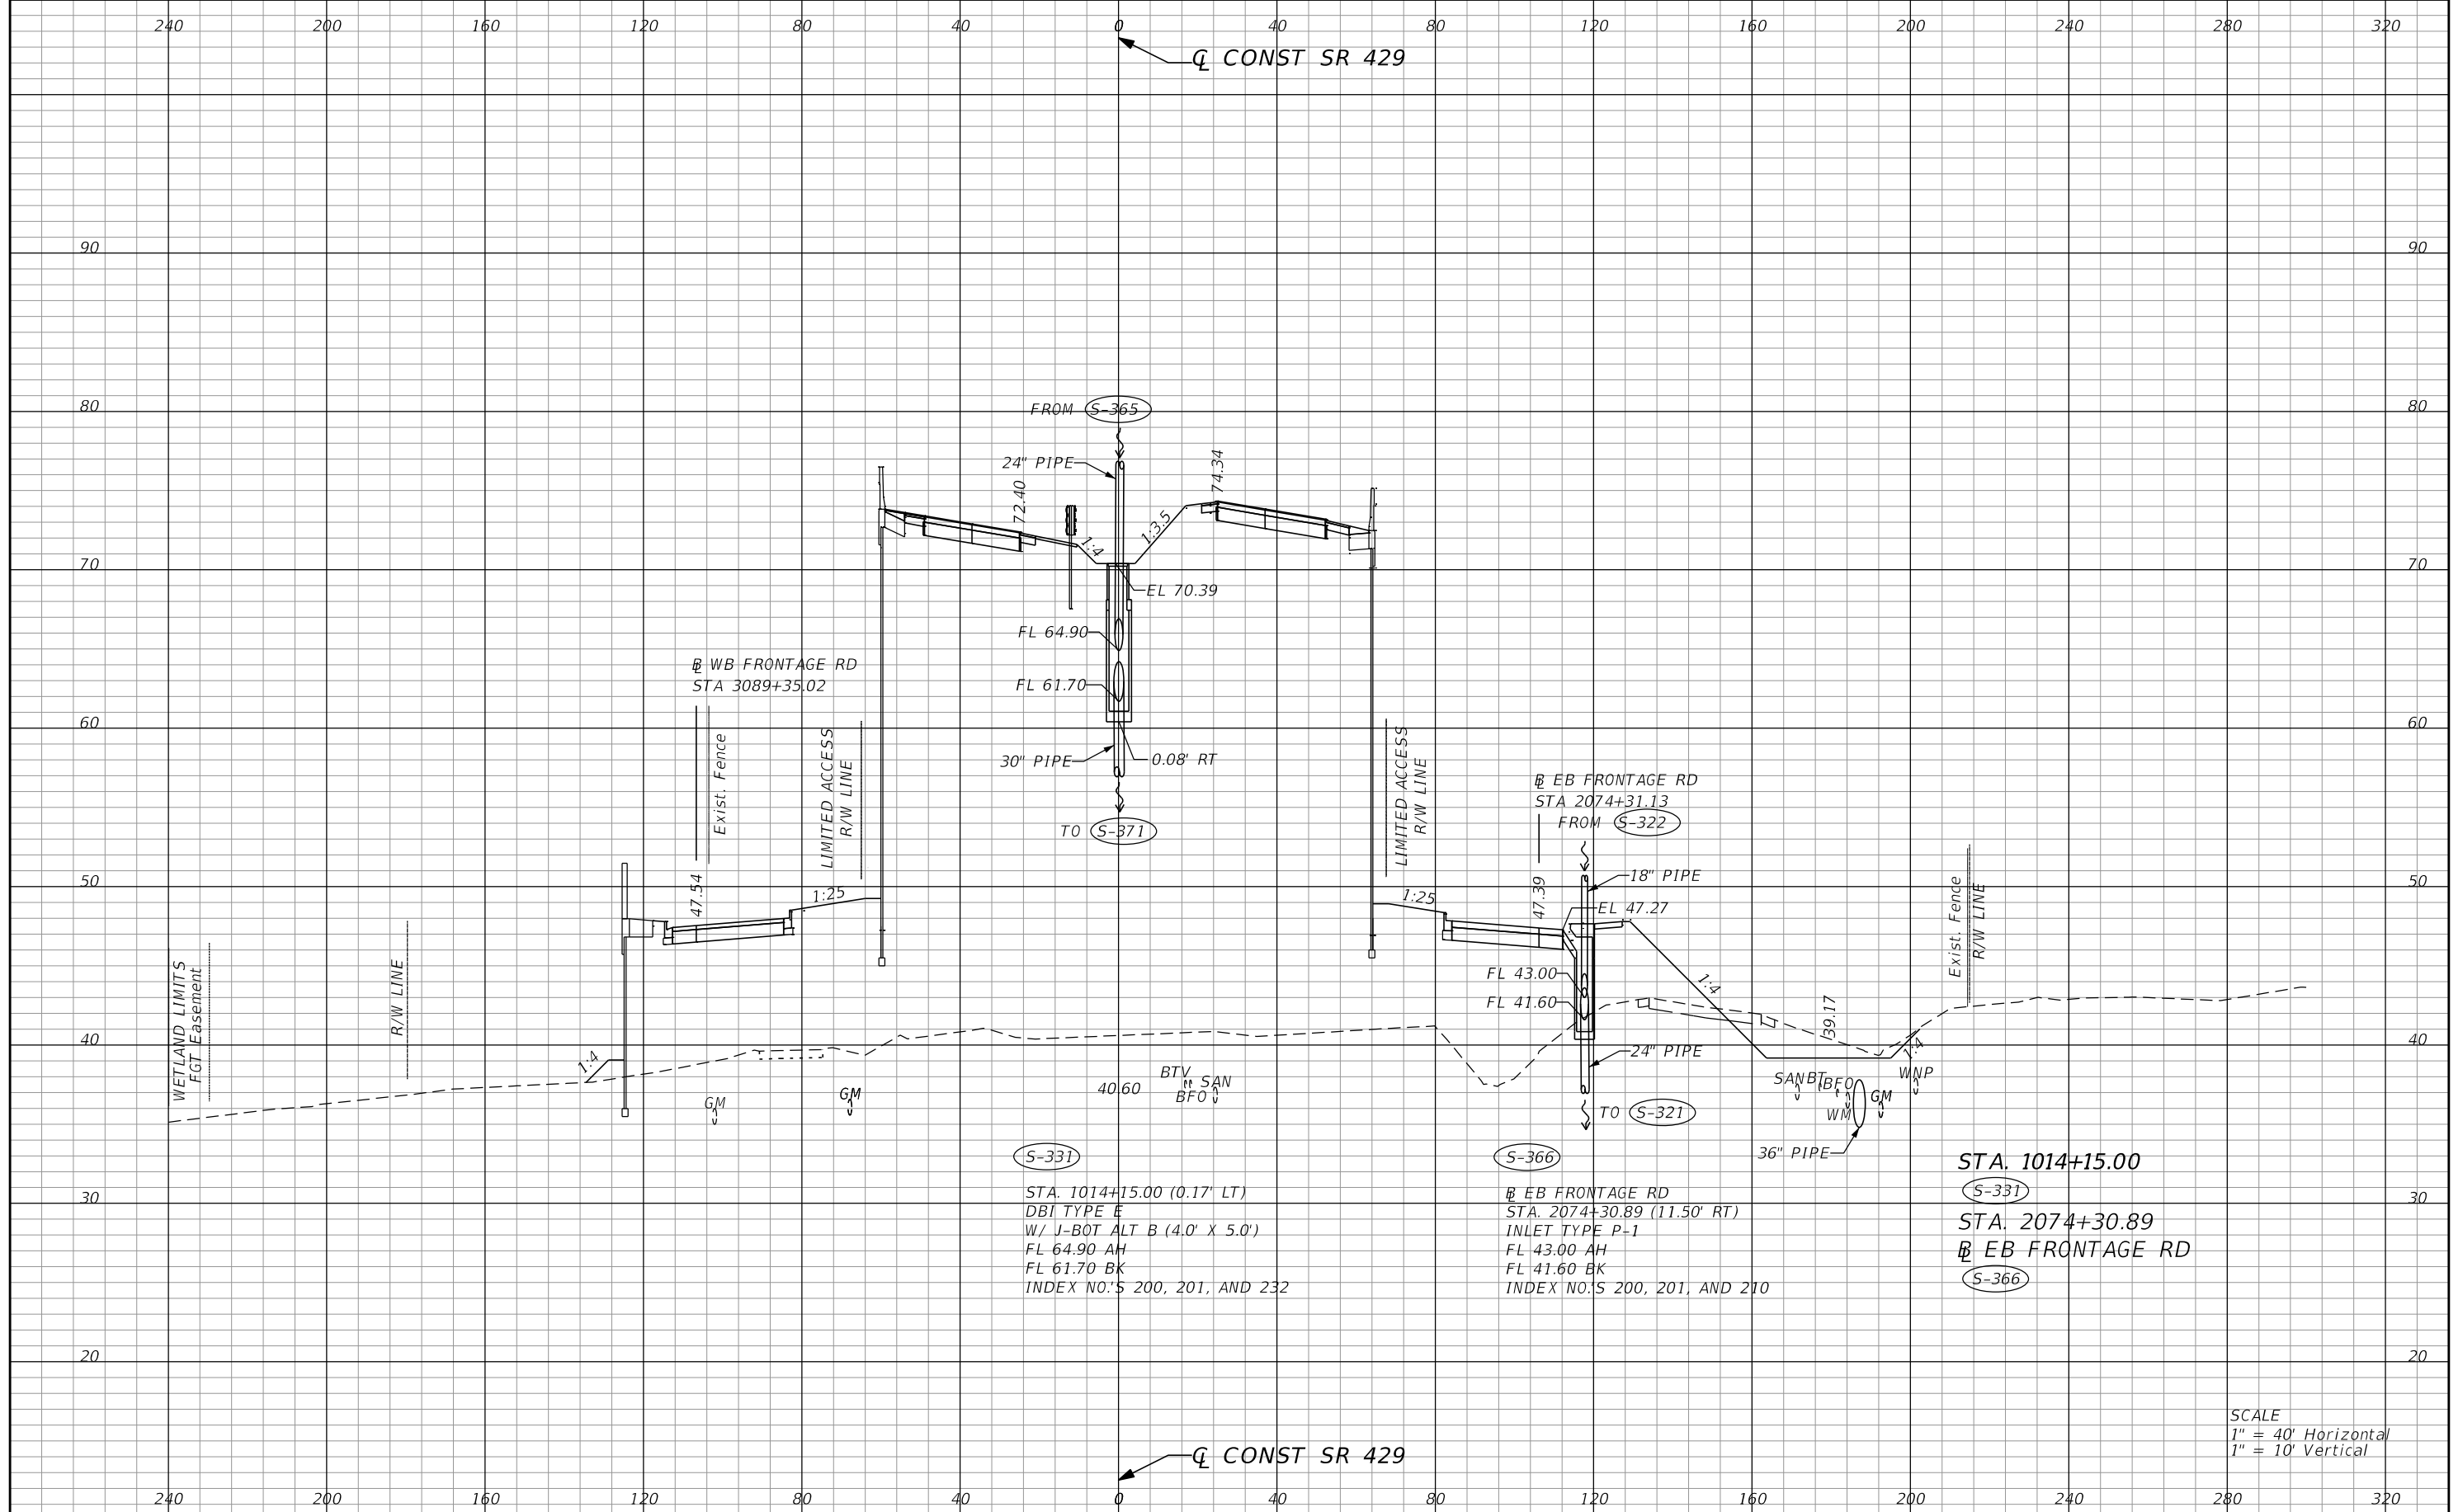 240 200 160 120 80 40 0 40 80 120 160 200 240 280 320
℄ CONST SR 429
90 90
80 80
FROM S-365
24" PIPE
72.40
74.34
1:4
1:3.5
70 70
EL 70.39
FL 64.90
FL 61.70
30" PIPE
0.08' RT
TO S-371
60 60
B̲L WB FRONTAGE RD
STA 3089+35.02
Exist. Fence
LIMITED ACCESS
R/W LINE
47.54
1:25
LIMITED ACCESS
R/W LINE
1:25
BL EB FRONTAGE RD
STA 2074+31.13
FROM S-322
47.39
18" PIPE
EL 47.27
FL 43.00
FL 41.60
24" PIPE
TO S-321
50 50
WETLAND LIMITS
FGT Easement
R/W LINE
1:4
1:4
39.17
1:4
Exist. Fence
R/W LINE
40 40
GM
GM
40.60
BTV
SAN
BFO
SAN
BT
BFO
WM
GM
WNP
36" PIPE
S-331
STA. 1014+15.00 (0.17' LT)
DBI TYPE E
W/ J-BOT ALT B (4.0' X 5.0')
FL 64.90 AH
FL 61.70 BK
INDEX NO.'S 200, 201, AND 232
S-366
BL EB FRONTAGE RD
STA. 2074+30.89 (11.50' RT)
INLET TYPE P-1
FL 43.00 AH
FL 41.60 BK
INDEX NO.'S 200, 201, AND 210
STA. 1014+15.00
S-331
STA. 2074+30.89
BL EB FRONTAGE RD
S-366
30 30
20 20
SCALE
1" = 40' Horizontal
1" = 10' Vertical
℄ CONST SR 429
240 200 160 120 80 40 0 40 80 120 160 200 240 280 320